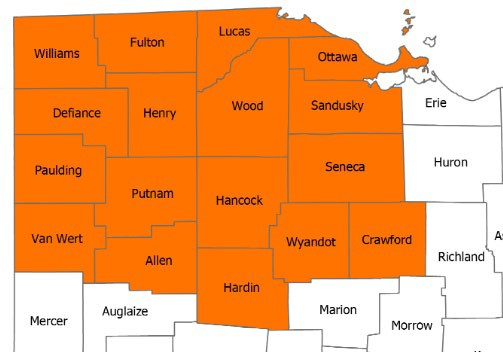 Lucas
Fulton
Williams
Ottawa
Erie
Defiance
Henry
Wood
Sandusky
Huron
Paulding
Seneca
Putnam
Hancock
A
Van Wert
Wyandot
Crawford
Richland
Allen
Hardin
Auglaize
Marion
Mercer
Morrow